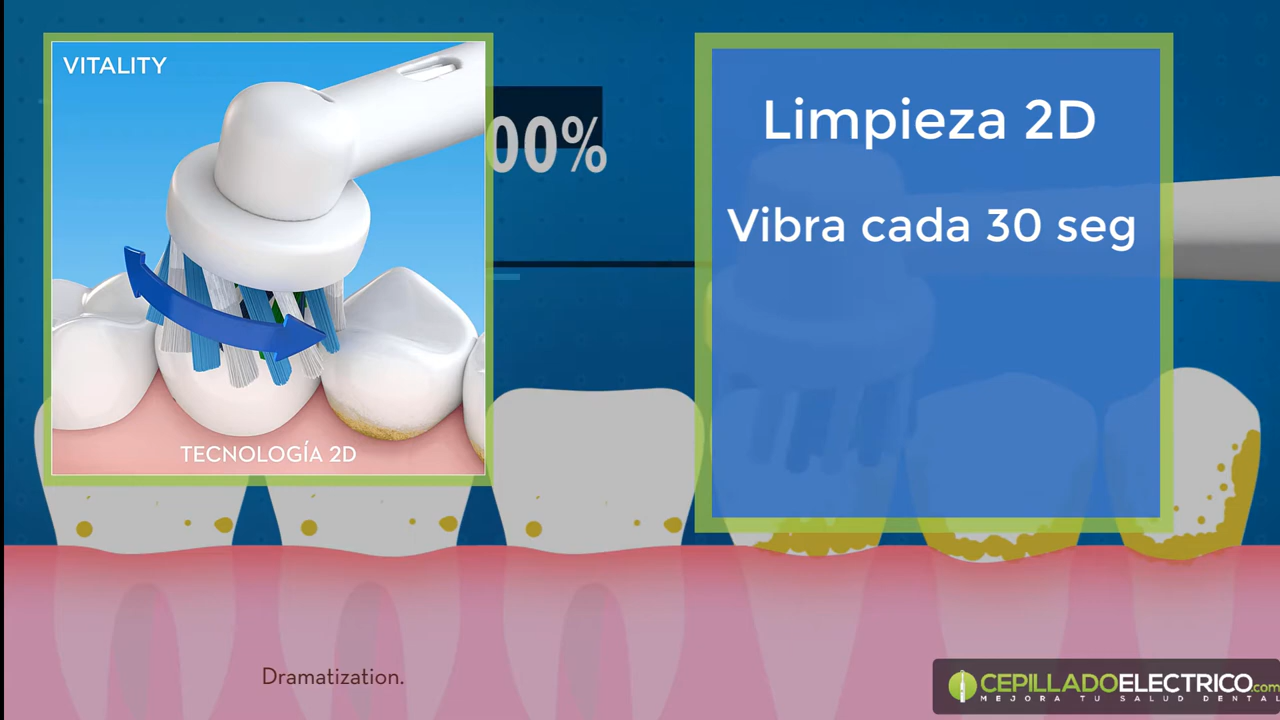 VITALITY
00%
TECNOLOGÍA 2D
Limpieza 2D
Vibra cada 30 seg
Dramatization.
CEPILLADOELECTRICO.com
MEJORA TU SALUD DENTAL